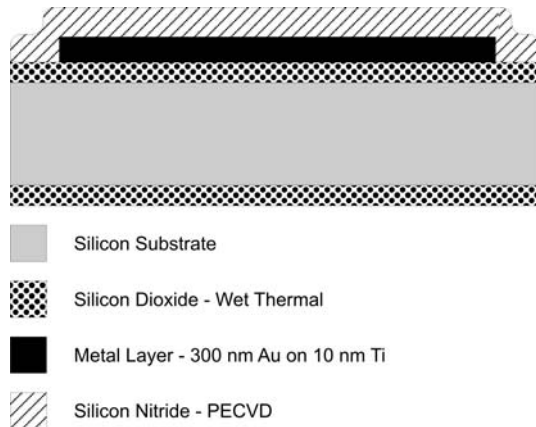 Silicon Substrate
Silicon Dioxide - Wet Thermal
Metal Layer - 300 nm Au on 10 nm Ti
Silicon Nitride - PECVD